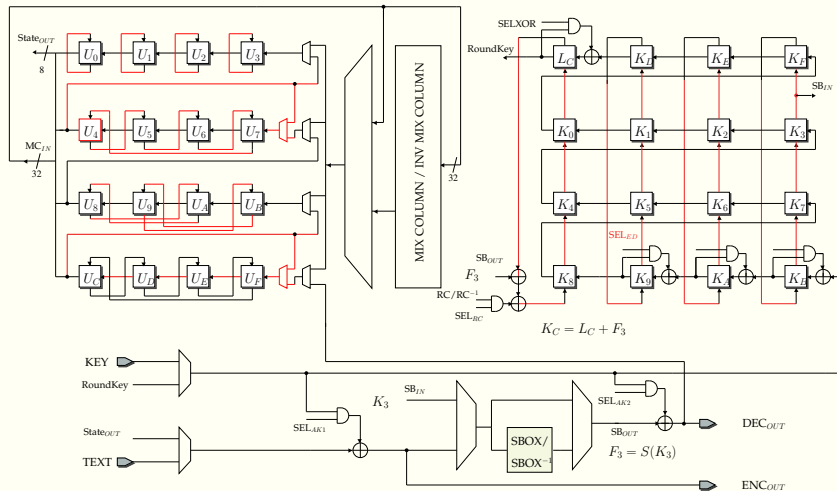 SELXOR
RoundKey
State_OUT
8
U_0 U_1 U_2 U_3
L_C K_D K_E K_F
SB_IN
U_4 U_5 U_6 U_7
K_0 K_1 K_2 K_3
MC_IN
32
MIX COLUMN / INV MIX COLUMN
32
U_8 U_9 U_A U_B
K_4 K_5 K_6 K_7
SEL_ED
SB_OUT
F_3
U_C U_D U_E U_F
K_8 K_9 K_A K_B
RC/RC^-1
SEL_RC
K_C = L_C + F_3
KEY
RoundKey
K_3
SB_IN
SEL_AK1
SEL_AK2
State_OUT
TEXT
SBOX/
SBOX^-1
SB_OUT
F_3 = S(K_3)
DEC_OUT
ENC_OUT